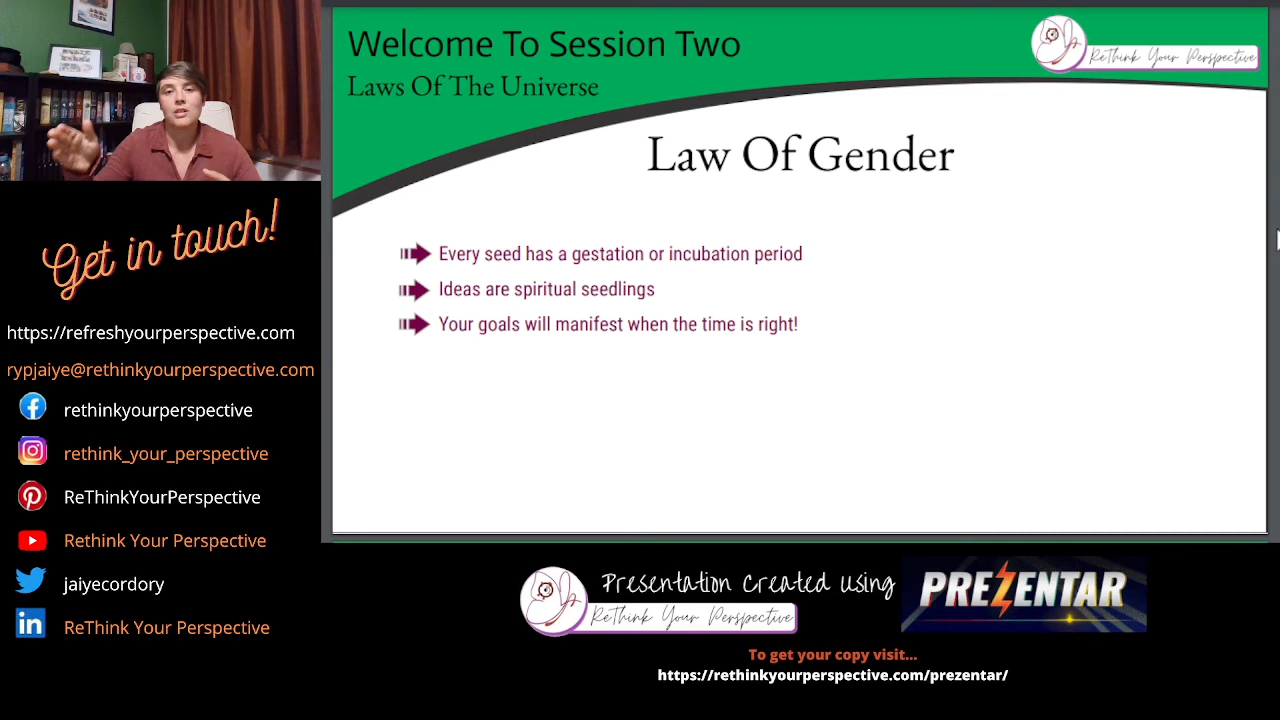 Welcome To Session Two
Laws Of The Universe
ReThink Your Perspective
Law Of Gender
Every seed has a gestation or incubation period
Ideas are spiritual seedlings
Your goals will manifest when the time is right!
Get in touch!
https://refreshyourperspective.com
rypjaiye@rethinkyourperspective.com
rethinkyourperspective
rethink_your_perspective
ReThinkYourPerspective
Rethink Your Perspective
jaiyecordory
in
ReThink Your Perspective
Presentation Created Using
ReThink Your Perspective
PREZENTAR
To get your copy visit...
https://rethinkyourperspective.com/prezentar/